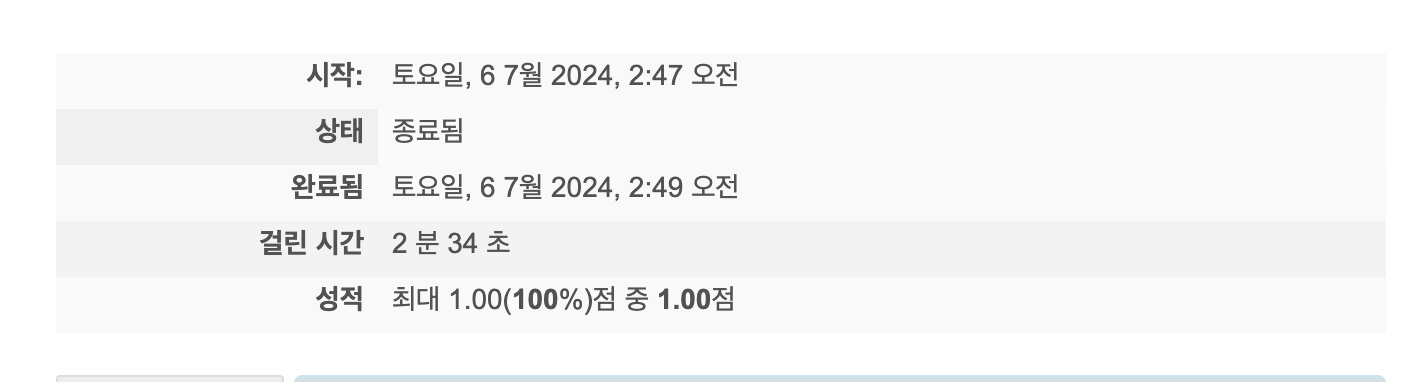 시작: 토요일, 6 7월 2024, 2:47 오전
상태 종료됨
완료됨 토요일, 6 7월 2024, 2:49 오전
걸린 시간 2 분 34 초
성적 최대 1.00(100%)점 중 1.00점